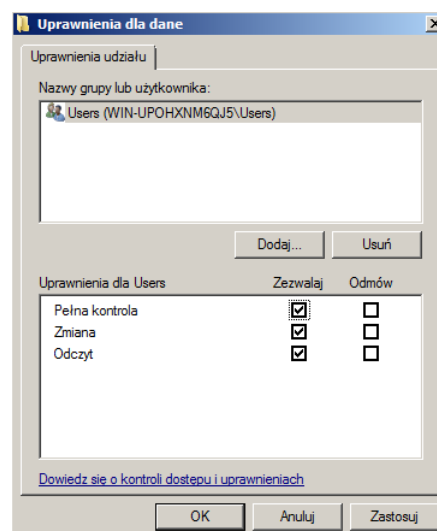 Uprawnienia dla dane
Uprawnienia udziału
Nazwy grupy lub użytkownika:
Users (WIN-UPOHXNM6QJ5\Users)
Dodaj... Usuń
Uprawnienia dla Users Zezwalaj Odmów
Pełna kontrola
Zmiana
Odczyt
Dowiedz się o kontroli dostępu i uprawnieniach
OK Anuluj Zastosuj